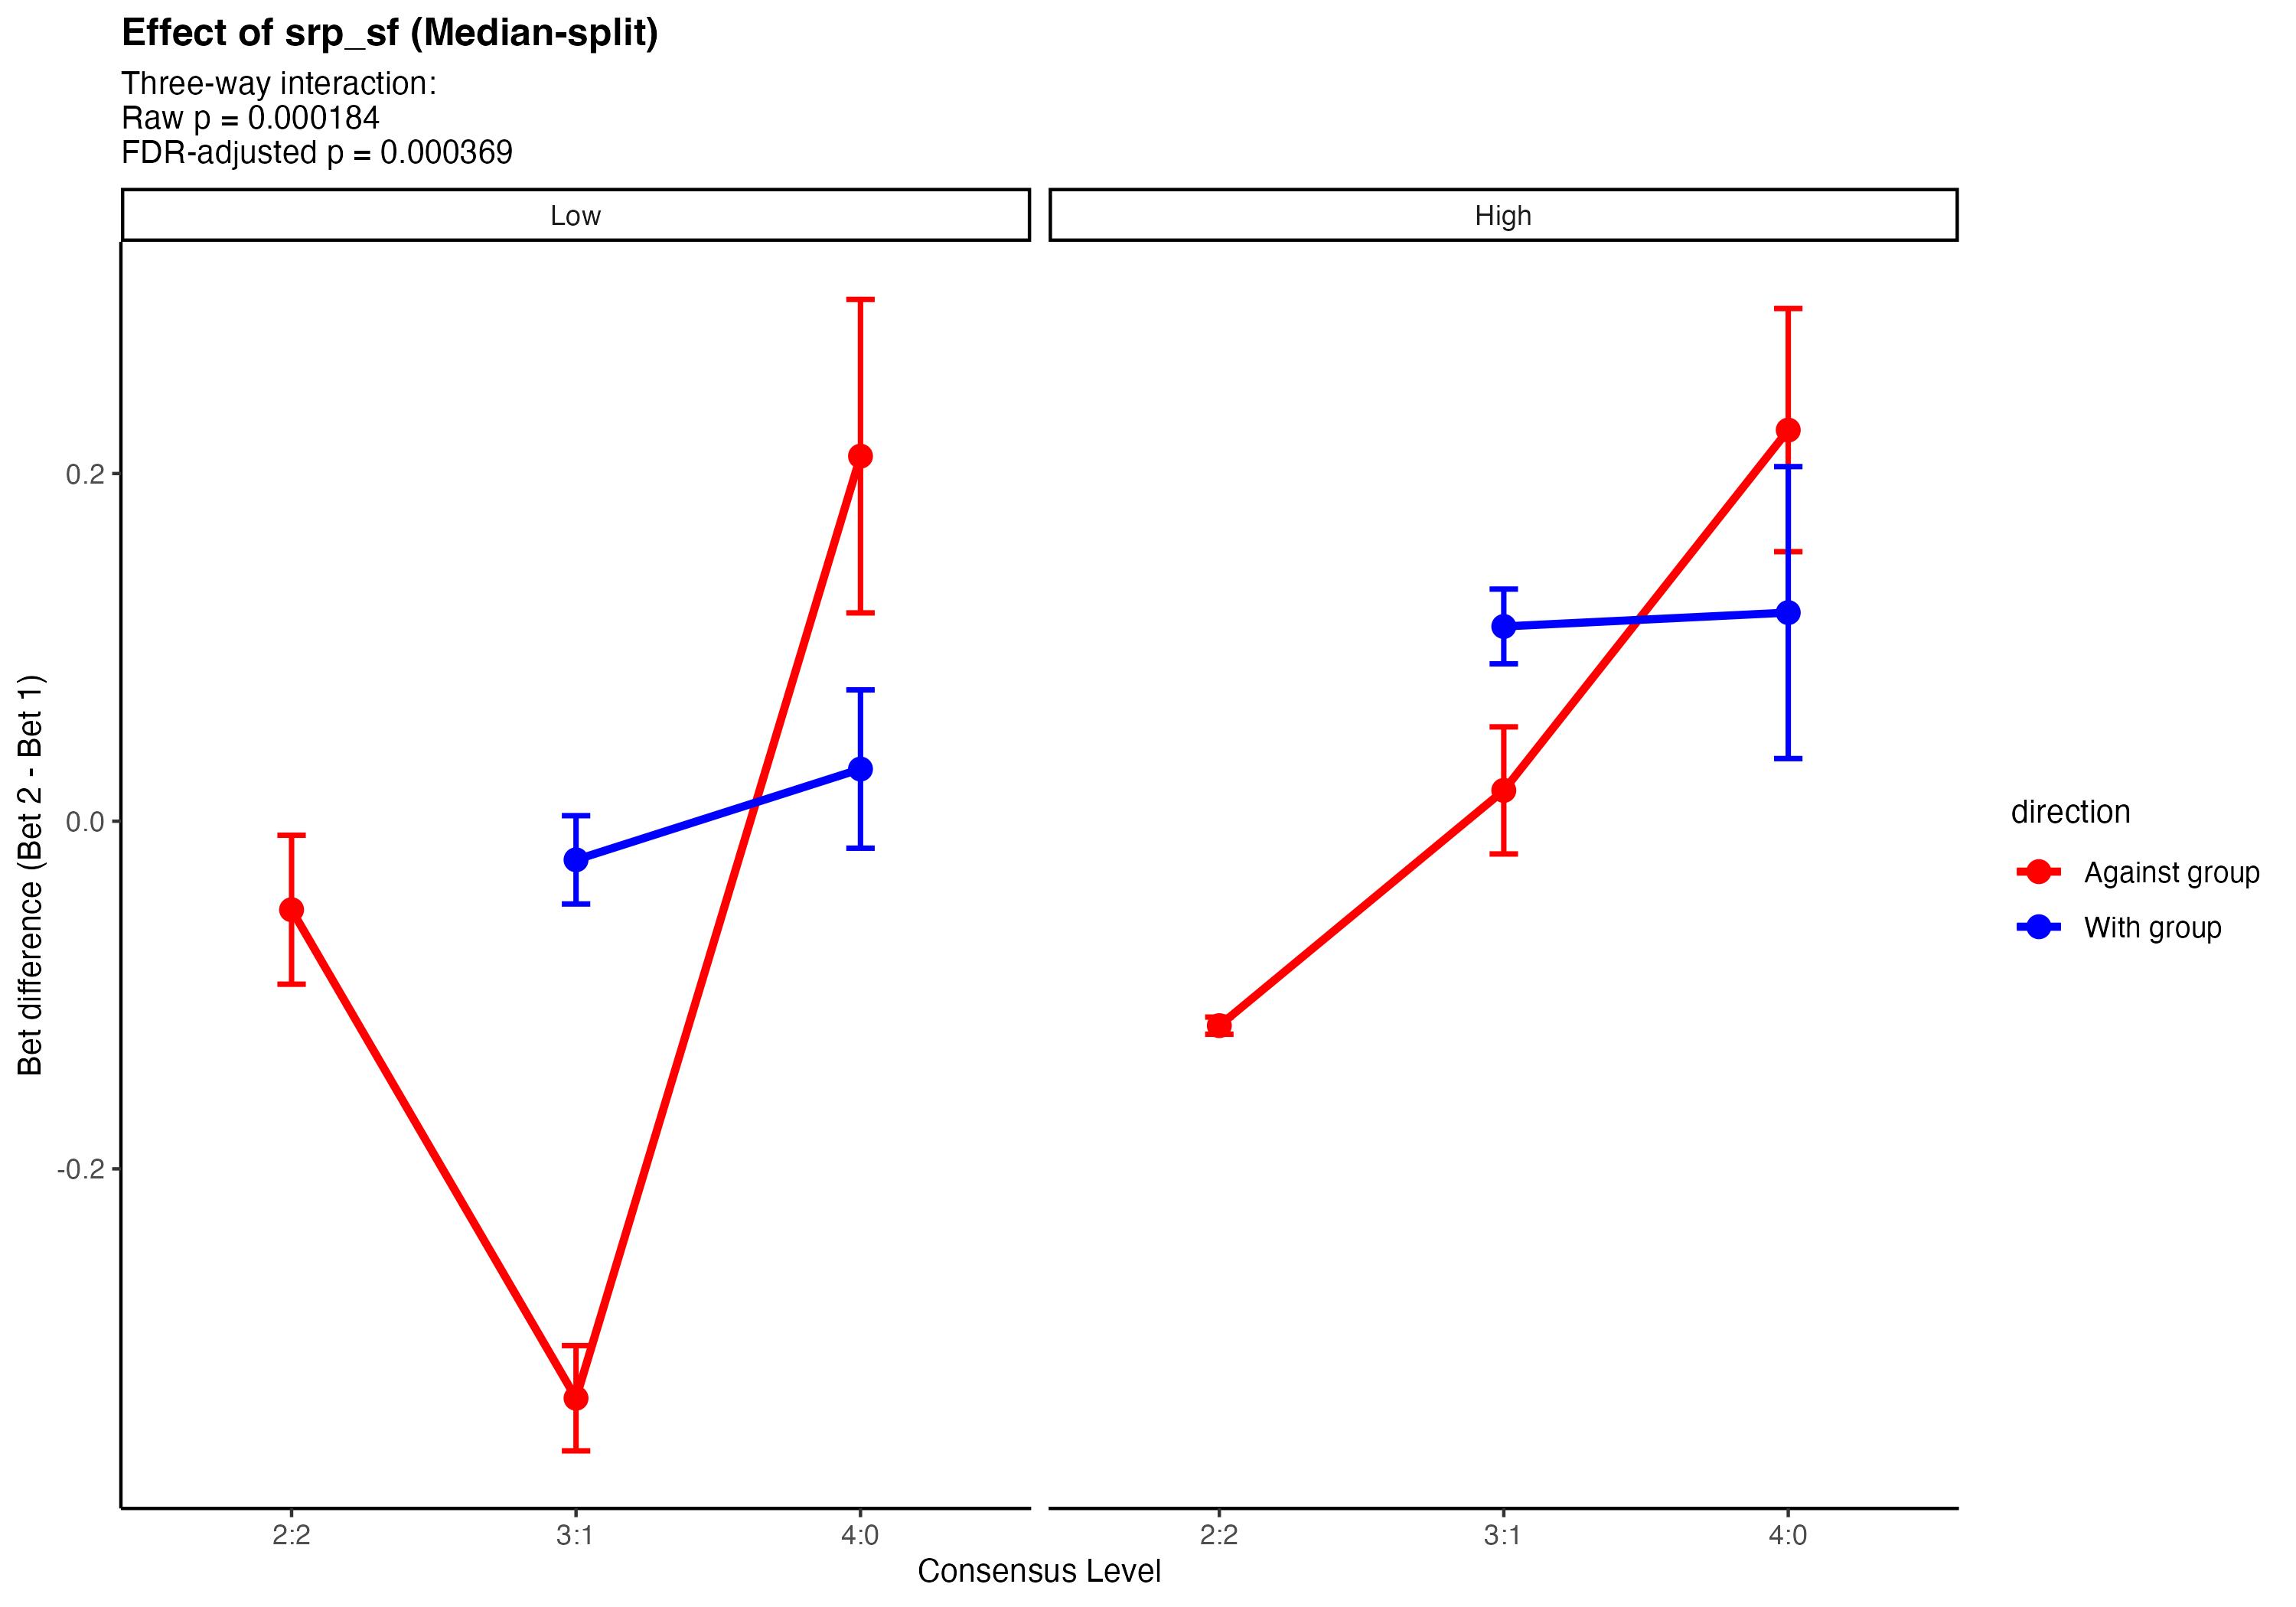 Effect of srp_sf (Median-split)
Three-way interaction:
Raw p = 0.000184
FDR-adjusted p = 0.000369
Low
High
Bet difference (Bet 2 - Bet 1)
0.2
0.0
-0.2
2:2
3:1
4:0
2:2
3:1
4:0
Consensus Level
direction
Against group
With group